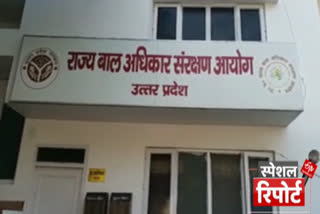 राज्य बाल अधिकार संरक्षण आयोग
उत्तर प्रदेश
स्पेशल
रिपोर्ट